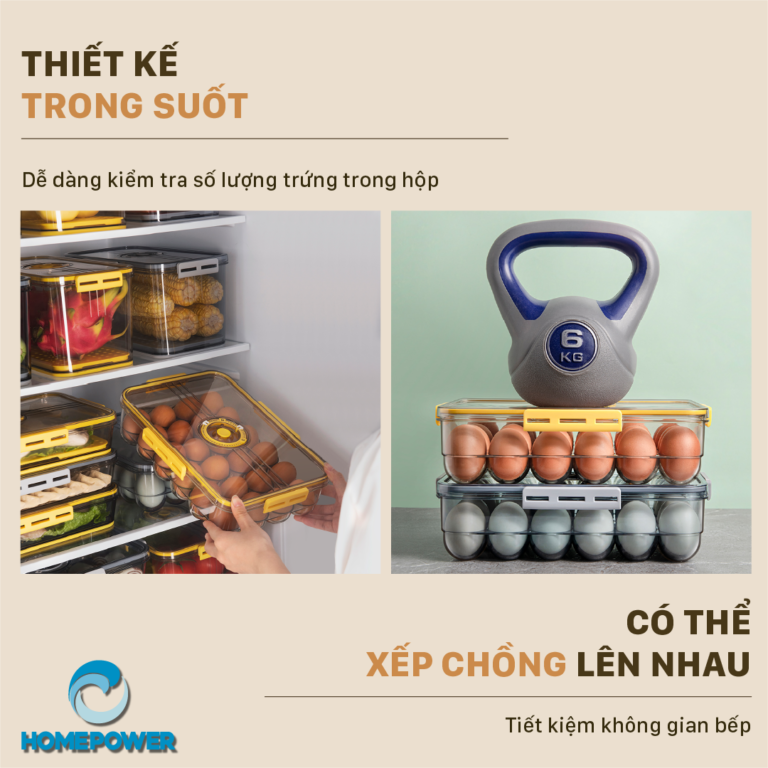 THIẾT KẾ
TRONG SUỐT
Dễ dàng kiểm tra số lượng trứng trong hộp
6
KG
CÓ THỂ
XẾP CHỒNG LÊN NHAU
Tiết kiệm không gian bếp
HOMEPOWER